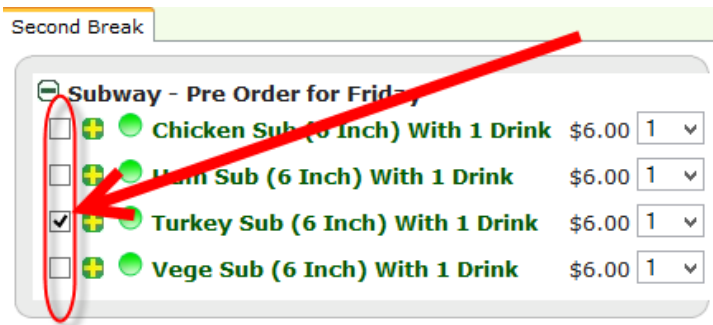 Second Break
Subway - Pre Order for Friday
Chicken Sub (6 Inch) With 1 Drink $6.00 1
Ham Sub (6 Inch) With 1 Drink $6.00 1
Turkey Sub (6 Inch) With 1 Drink $6.00 1
Vege Sub (6 Inch) With 1 Drink $6.00 1